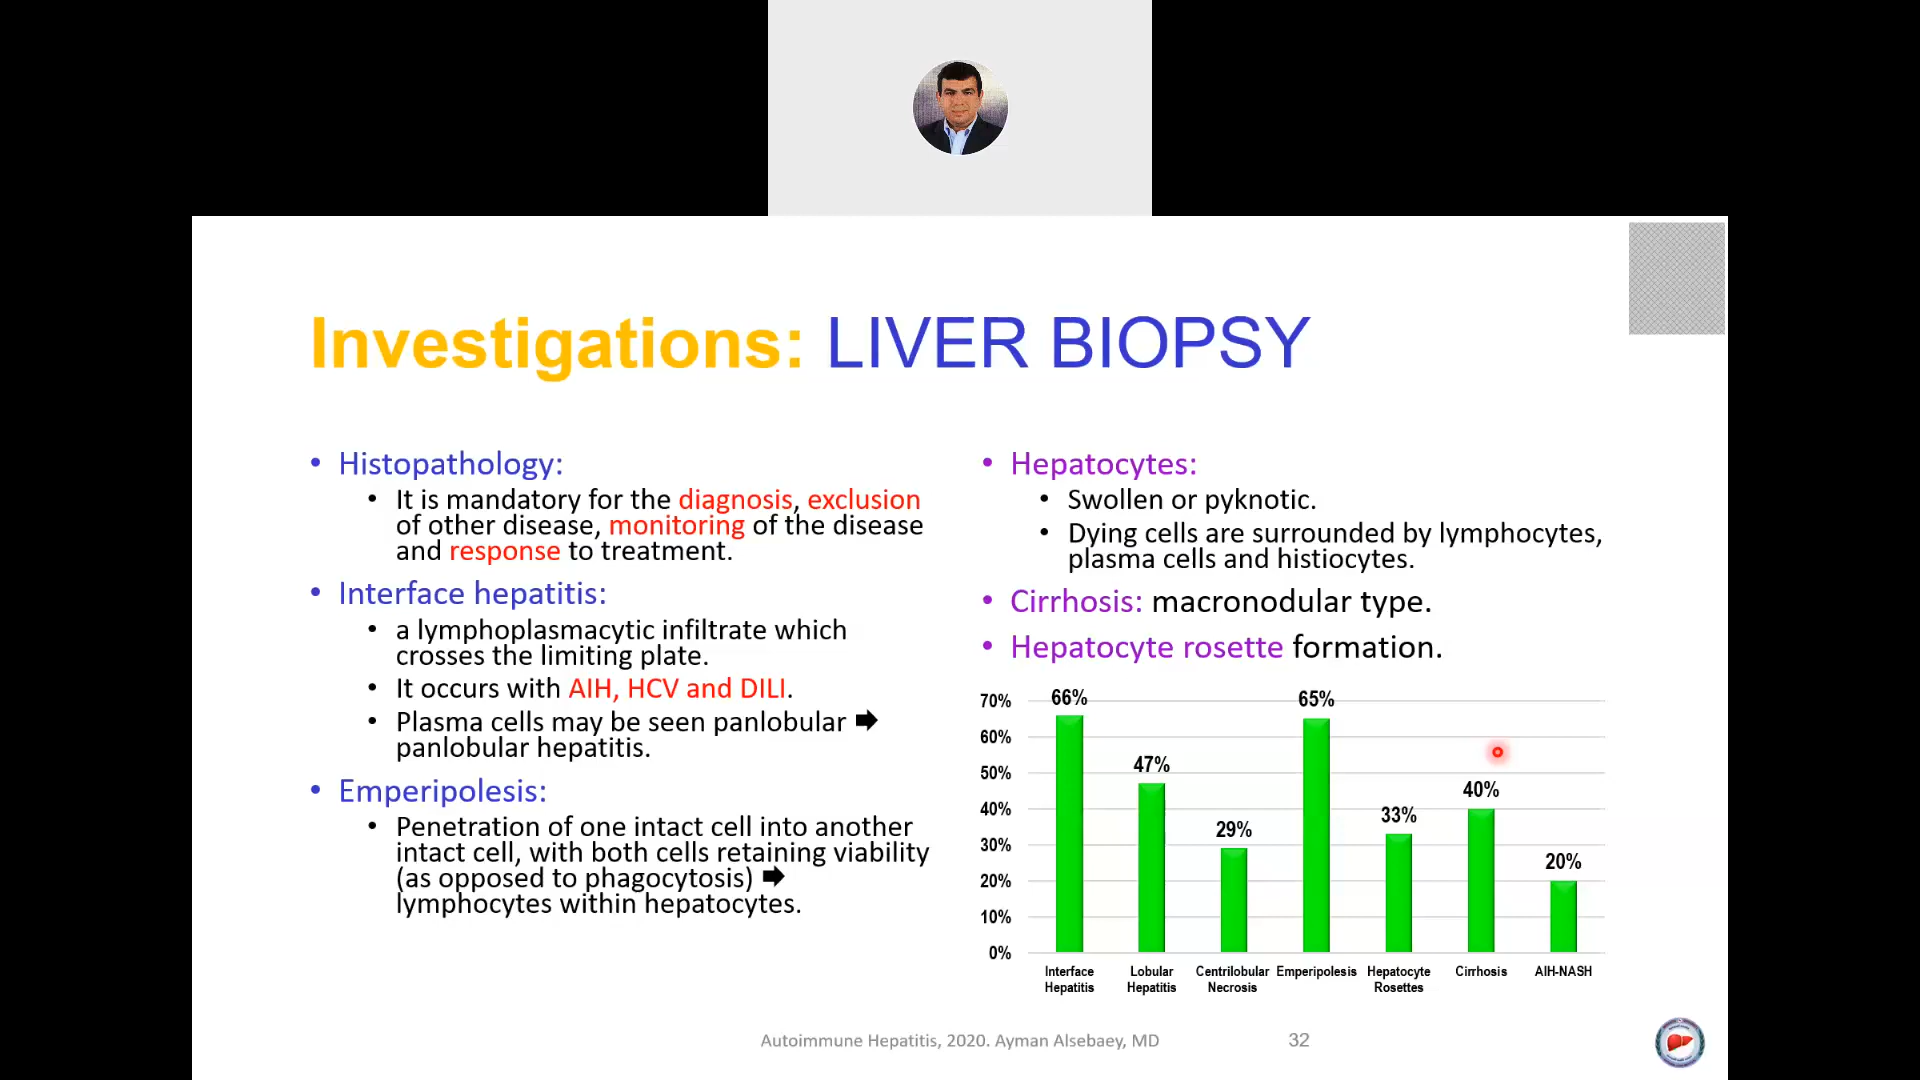 Investigations: LIVER BIOPSY
• Histopathology:
• It is mandatory for the diagnosis, exclusion
of other disease, monitoring of the disease
and response to treatment.
• Interface hepatitis:
• a lymphoplasmacytic infiltrate which
crosses the limiting plate.
• It occurs with AIH, HCV and DILI.
• Plasma cells may be seen panlobular ➡
panlobular hepatitis.
• Emperipolesis:
• Penetration of one intact cell into another
intact cell, with both cells retaining viability
(as opposed to phagocytosis) ➡
lymphocytes within hepatocytes.
• Hepatocytes:
• Swollen or pyknotic.
• Dying cells are surrounded by lymphocytes,
plasma cells and histiocytes.
• Cirrhosis: macronodular type.
• Hepatocyte rosette formation.
70%
60%
50%
40%
30%
20%
10%
0%
66%
47%
29%
65%
33%
40%
20%
Interface
Hepatitis
Lobular
Hepatitis
Centrilobular
Necrosis
Emperipolesis
Hepatocyte
Rosettes
Cirrhosis
AIH-NASH
Autoimmune Hepatitis, 2020. Ayman Alsebaey, MD
32